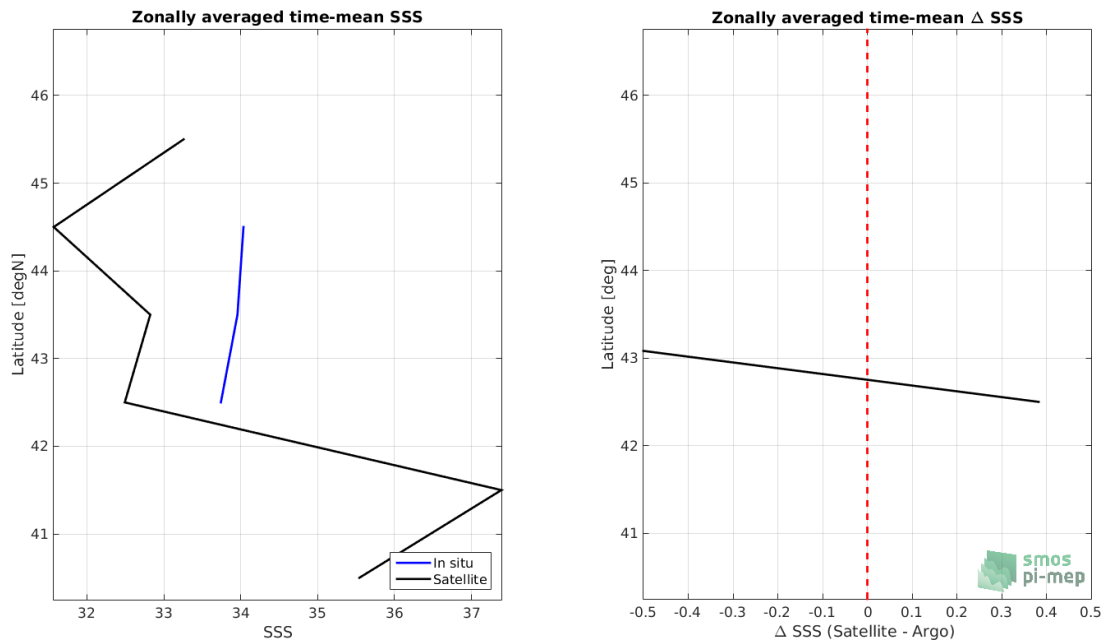 Zonally averaged time-mean SSS
46
45
44
43
42
41
Latitude [degN]
32 33 34 35 36 37
SSS
In situ
Satellite
Zonally averaged time-mean Δ SSS
46
45
44
43
42
41
Latitude [deg]
-0.5 -0.4 -0.3 -0.2 -0.1 0 0.1 0.2 0.3 0.4 0.5
Δ SSS (Satellite - Argo)
smos
pi-mep